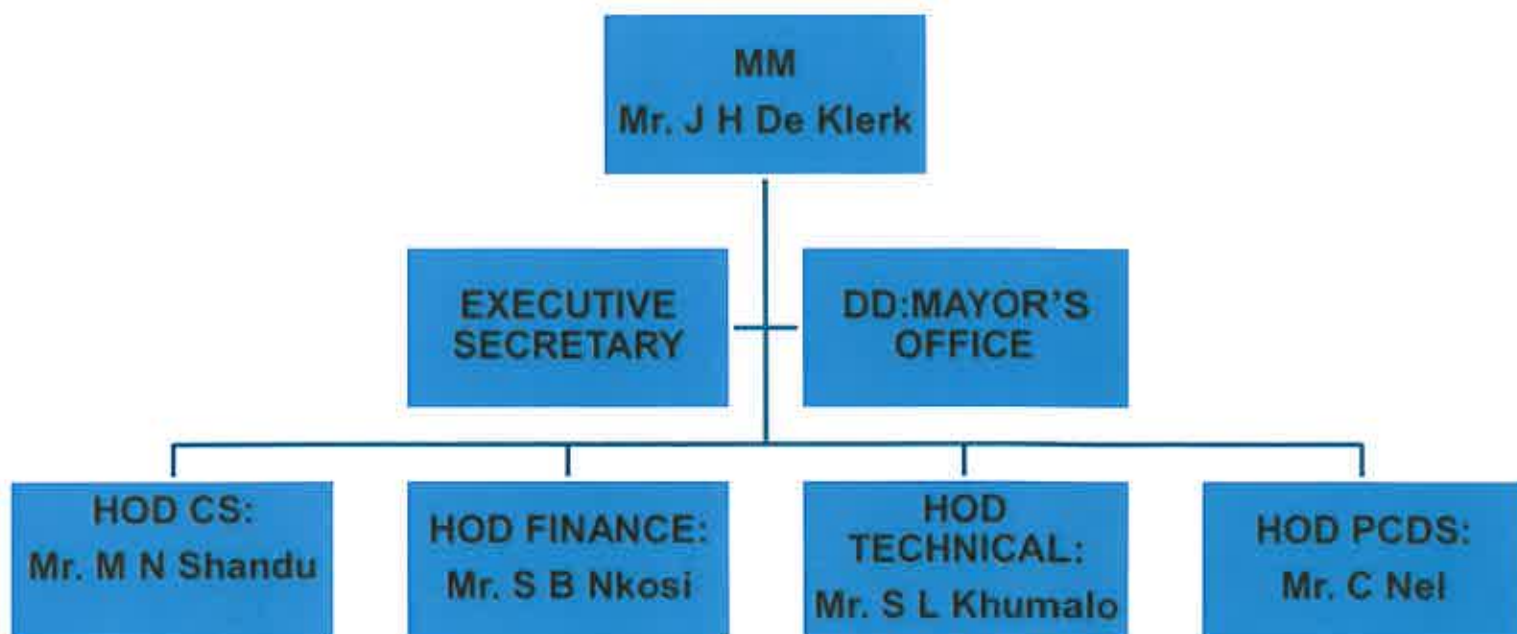 MM
Mr. J H De Klerk
EXECUTIVE
SECRETARY
DD:MAYOR'S
OFFICE
HOD CS:
Mr. M N Shandu
HOD FINANCE:
Mr. S B Nkosi
HOD
TECHNICAL:
Mr. S L Khumalo
HOD PCDS:
Mr. C Nel